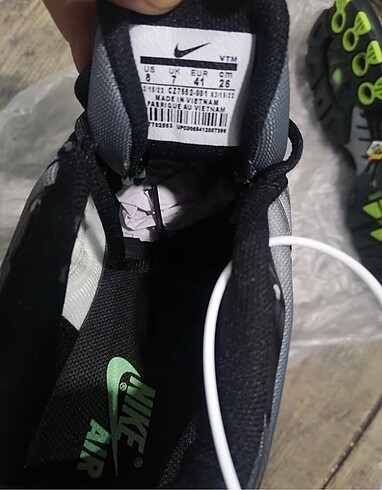 VTM
US UK EUR cm
8 7 41 26
CZ7552-001
MADE IN VIETNAM
FABRIQUE AU VIETNAM
NIKE
AIR